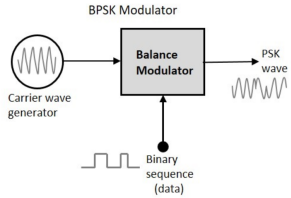 BPSK Modulator
Balance
Modulator
PSK
wave
Carrier wave
generator
Binary
sequence
(data)